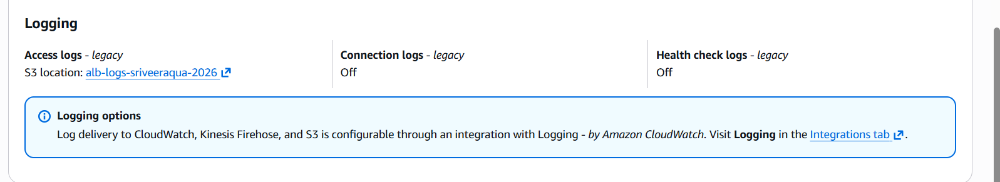 Logging
Access logs - legacy
S3 location: alb-logs-sriveeraqua-2026
Connection logs - legacy
Off
Health check logs - legacy
Off
Logging options
Log delivery to CloudWatch, Kinesis Firehose, and S3 is configurable through an integration with Logging - by Amazon CloudWatch. Visit Logging in the Integrations tab.